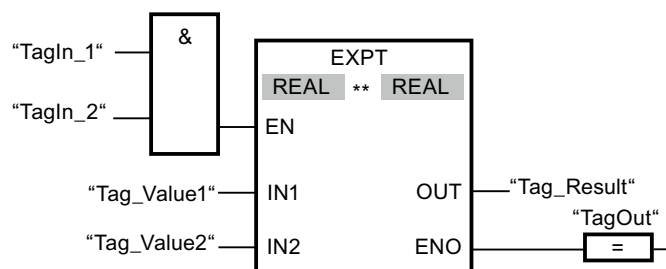 &
“TagIn_1“
“TagIn_2“
EXPT
REAL ** REAL
EN
“Tag_Value1“ IN1 OUT “Tag_Result“
“TagOut“
“Tag_Value2“ IN2 ENO =